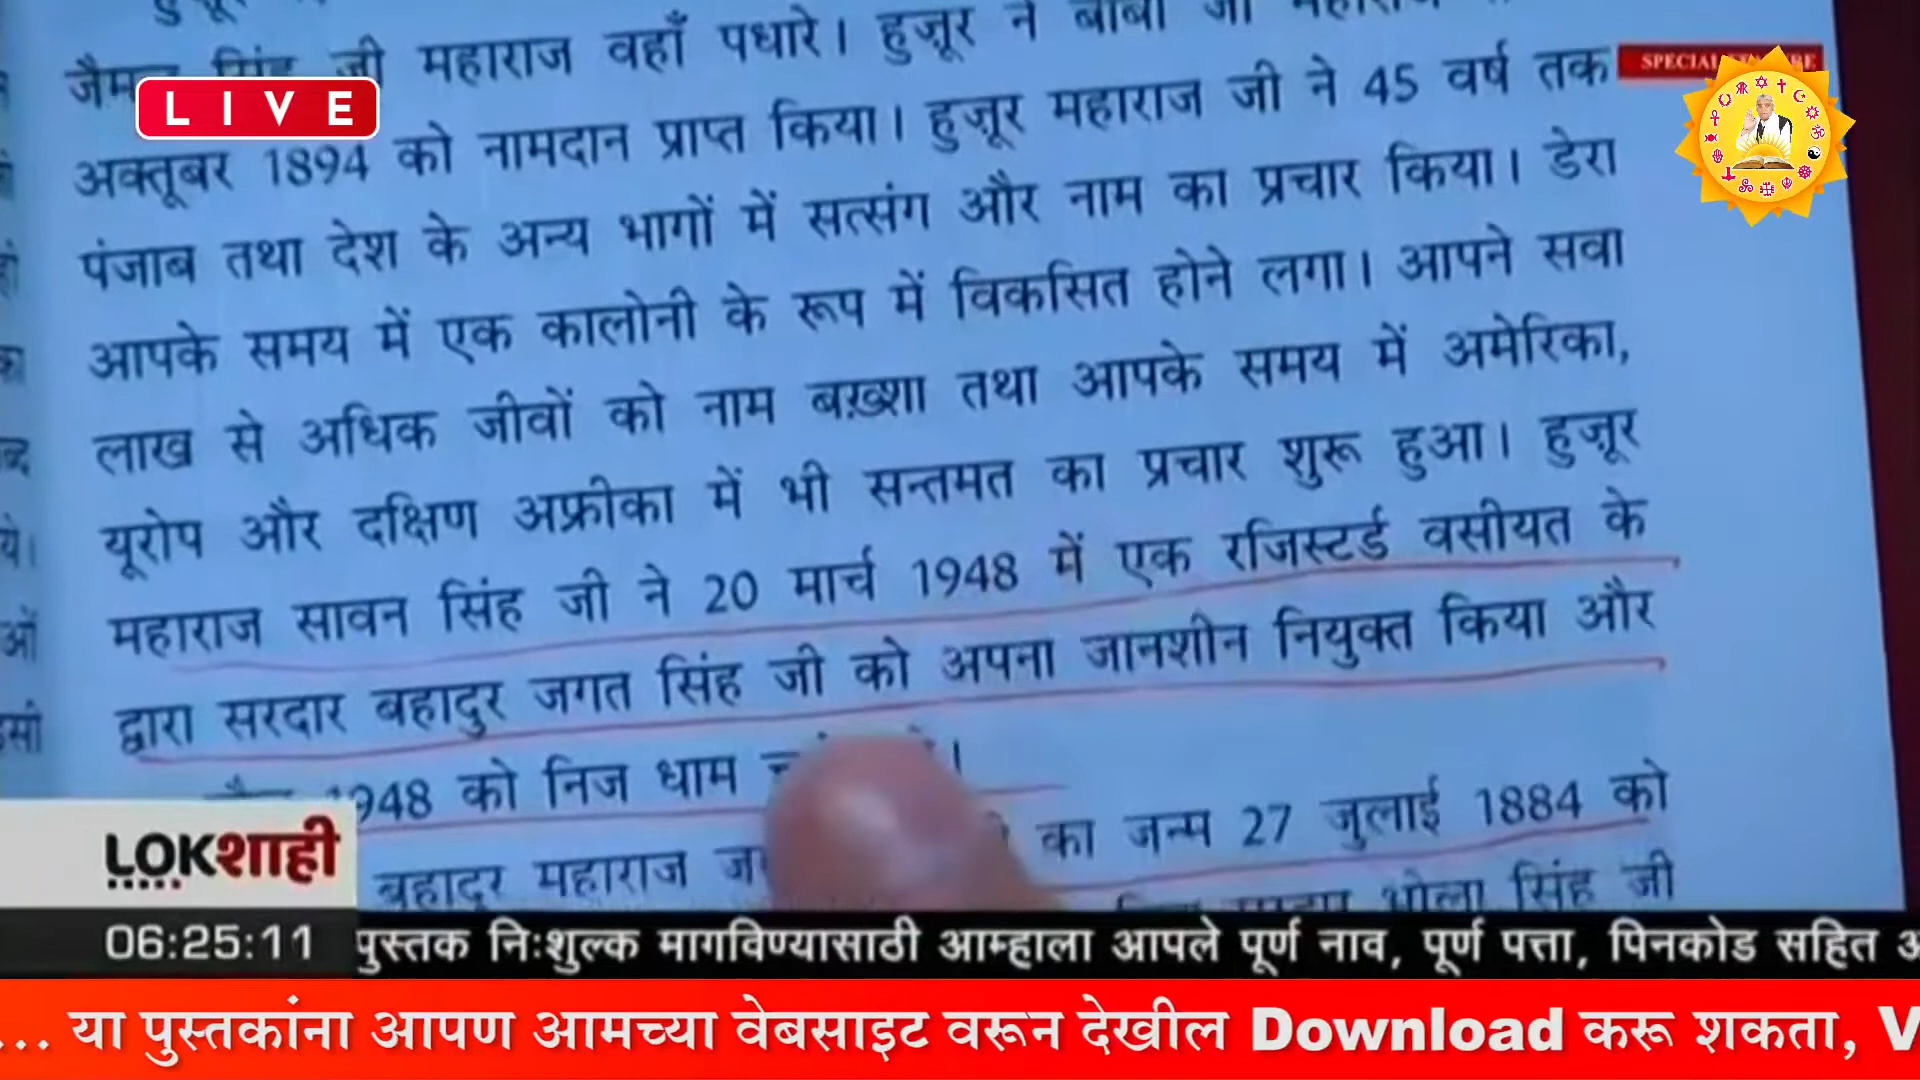 जैमल सिंह जी महाराज वहाँ पधारे। हुज़ूर ने बाबा जी महाराज
अक्तूबर 1894 को नामदान प्राप्त किया। हुज़ूर महाराज जी ने 45 वर्ष तक
पंजाब तथा देश के अन्य भागों में सत्संग और नाम का प्रचार किया। डेरा
आपके समय में एक कालोनी के रूप में विकसित होने लगा। आपने सवा
लाख से अधिक जीवों को नाम बख़्शा तथा आपके समय में अमेरिका,
यूरोप और दक्षिण अफ्रीका में भी सन्तमत का प्रचार शुरू हुआ। हुज़ूर
महाराज सावन सिंह जी ने 20 मार्च 1948 में एक रजिस्टर्ड वसीयत के
द्वारा सरदार बहादुर जगत सिंह जी को अपना जानशीन नियुक्त किया और
948 को निज धाम
बहादुर महाराज का जन्म 27 जुलाई 1884 को
भोला सिंह जी
LIVE
SPECIAL
LOKशाही
06:25:11
पुस्तक निःशुल्क मागविण्यासाठी आम्हाला आपले पूर्ण नाव, पूर्ण पत्ता, पिनकोड सहित
... या पुस्तकांना आपण आमच्या वेबसाइट वरून देखील Download करू शकता, V